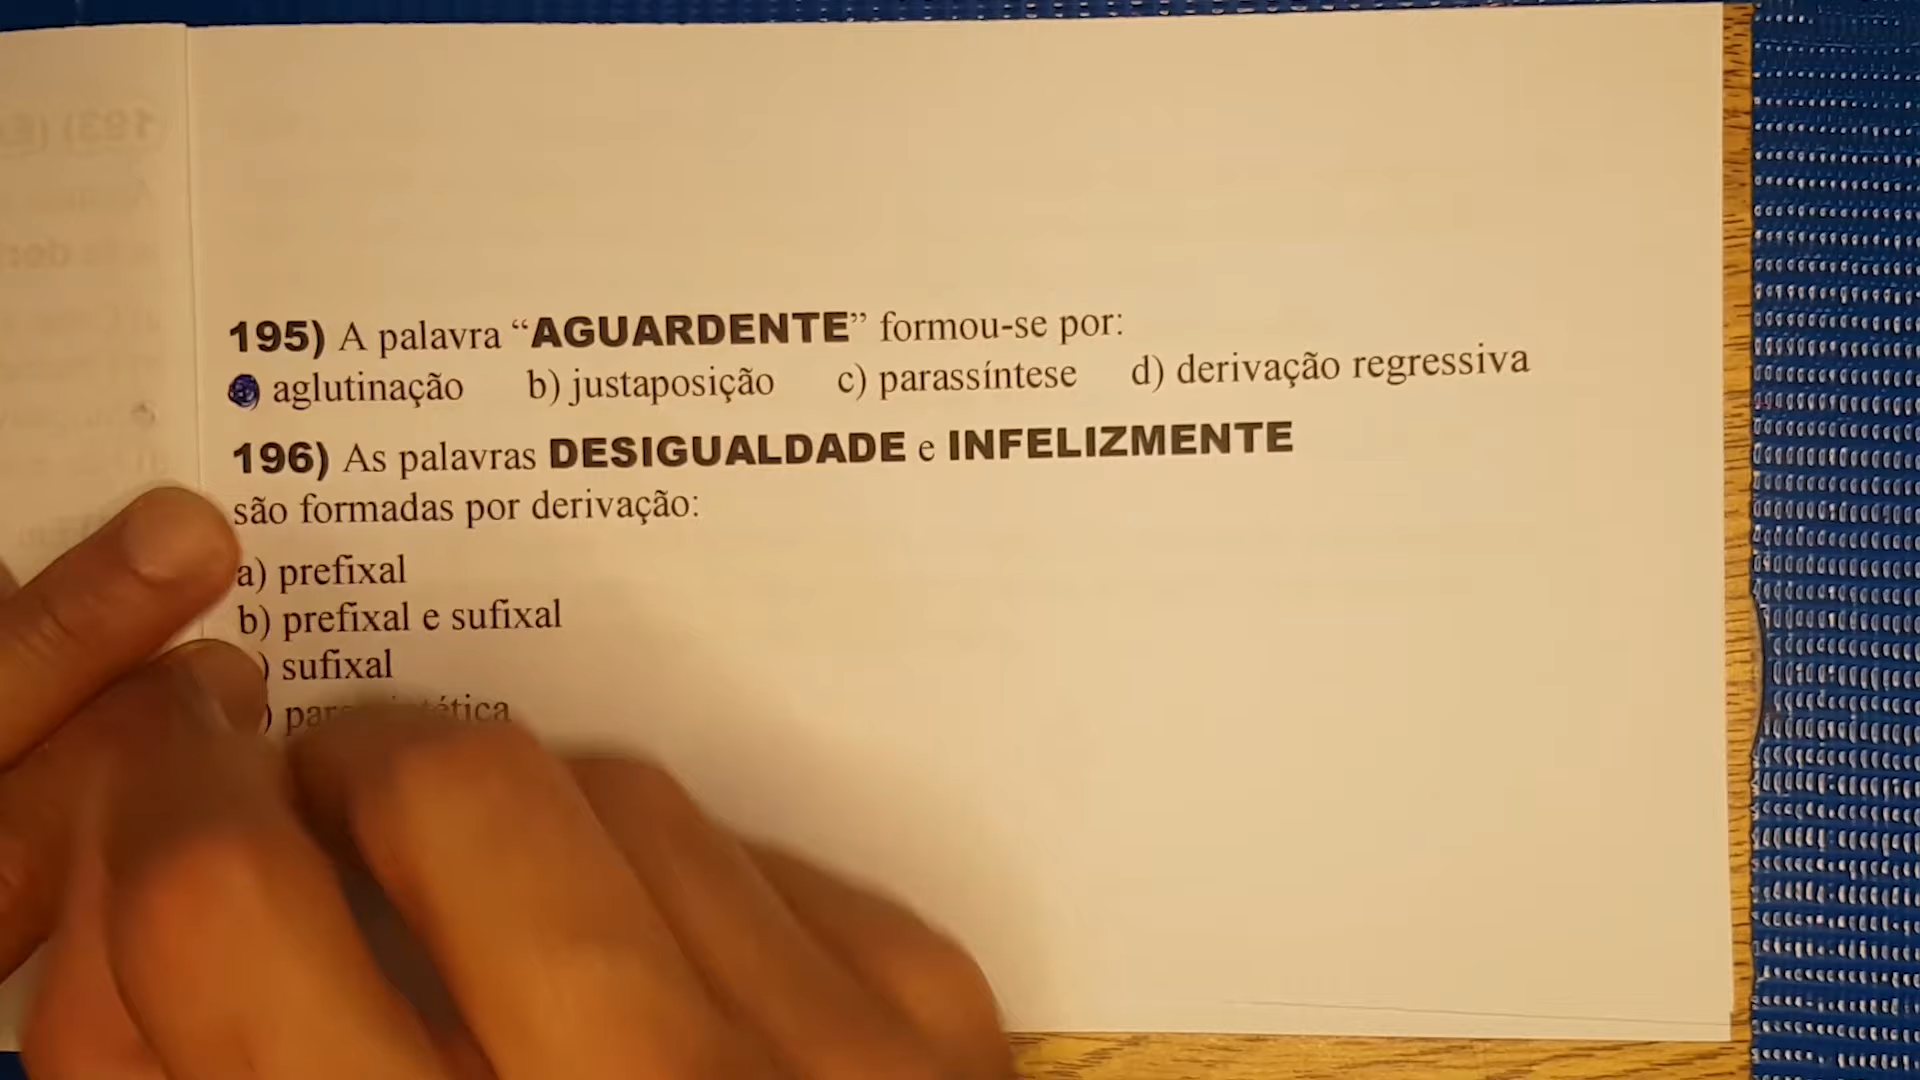 195) A palavra “AGUARDENTE” formou-se por:
) aglutinação b) justaposição c) parassíntese d) derivação regressiva
196) As palavras DESIGUALDADE e INFELIZMENTE
são formadas por derivação:
a) prefixal
b) prefixal e sufixal
) sufixal
)
193)